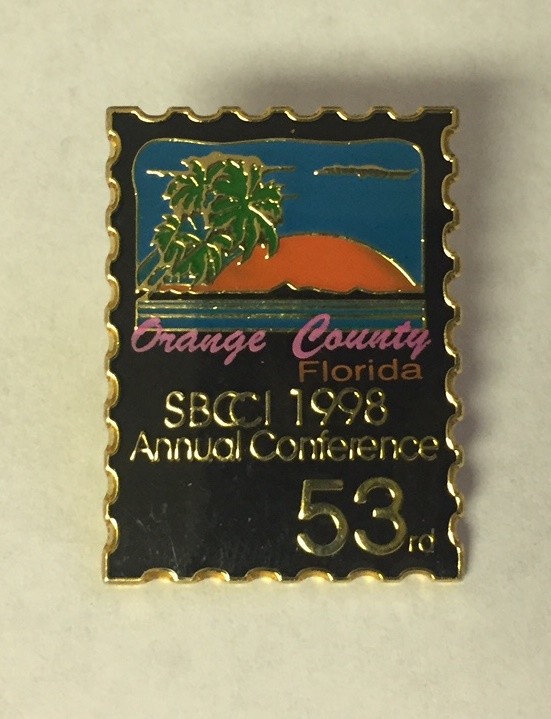 Orange County
Florida
SBCCI 1998
Annual Conference
53rd